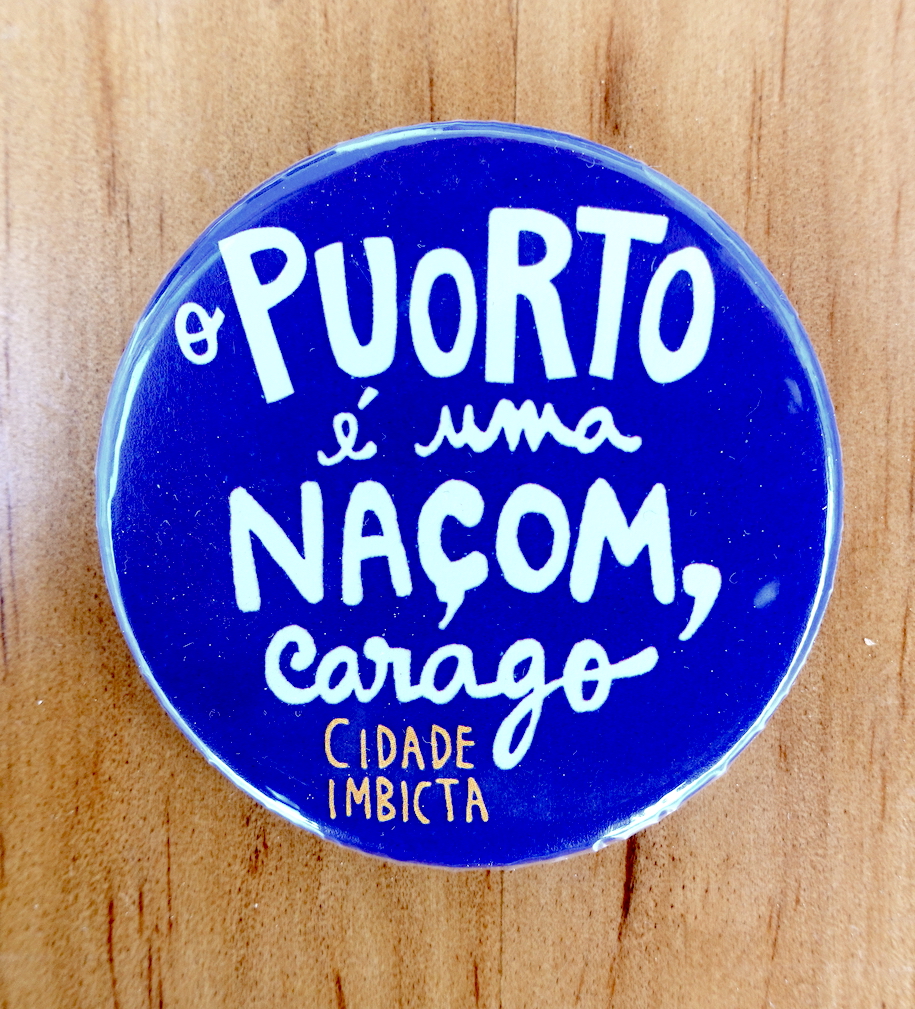 o PUORTO
é uma
NAÇOM,
carago
CIDADE
IMBICTA